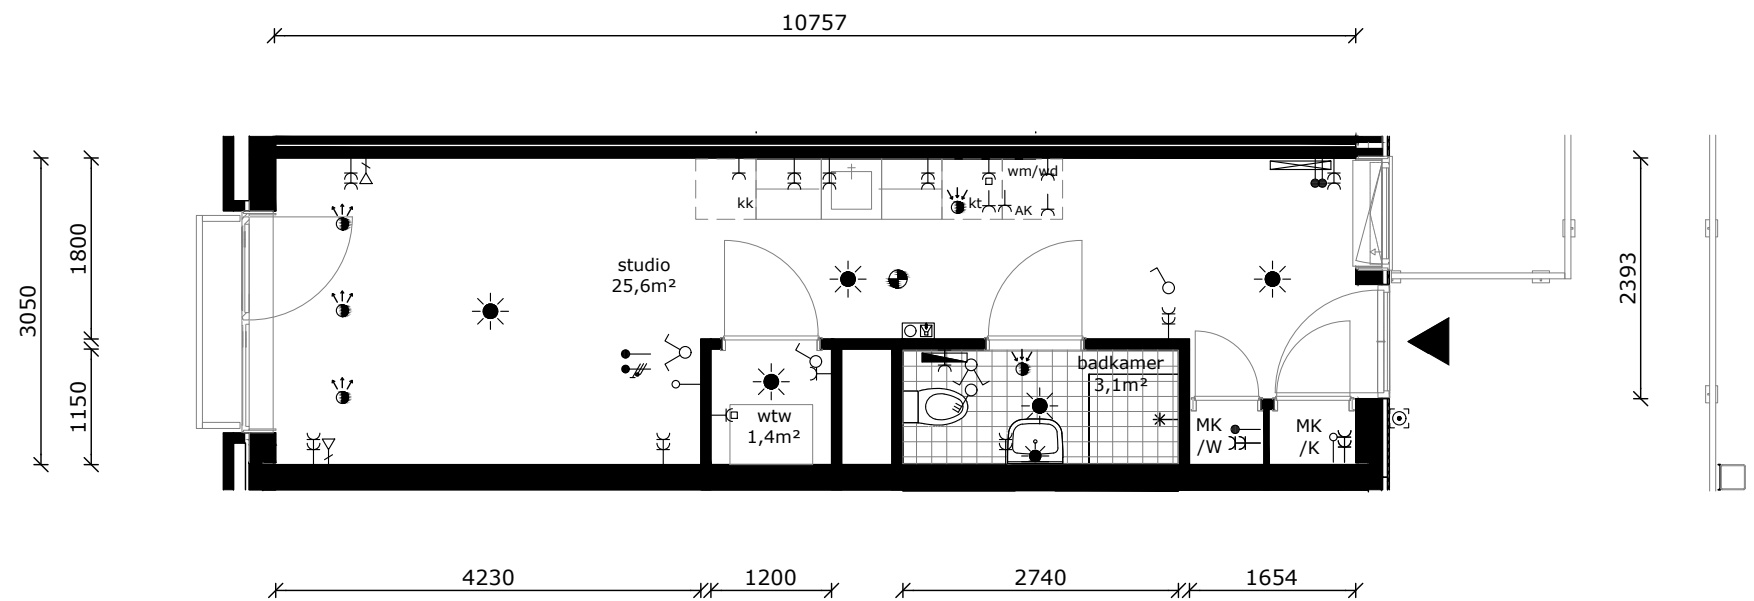 10757
3050
1800
1150
2393
kk
kt
wm/wd
AK
studio
25,6m²
wtw
1,4m²
badkamer
3,1m²
MK
/W
MK
/K
4230
1200
2740
1654